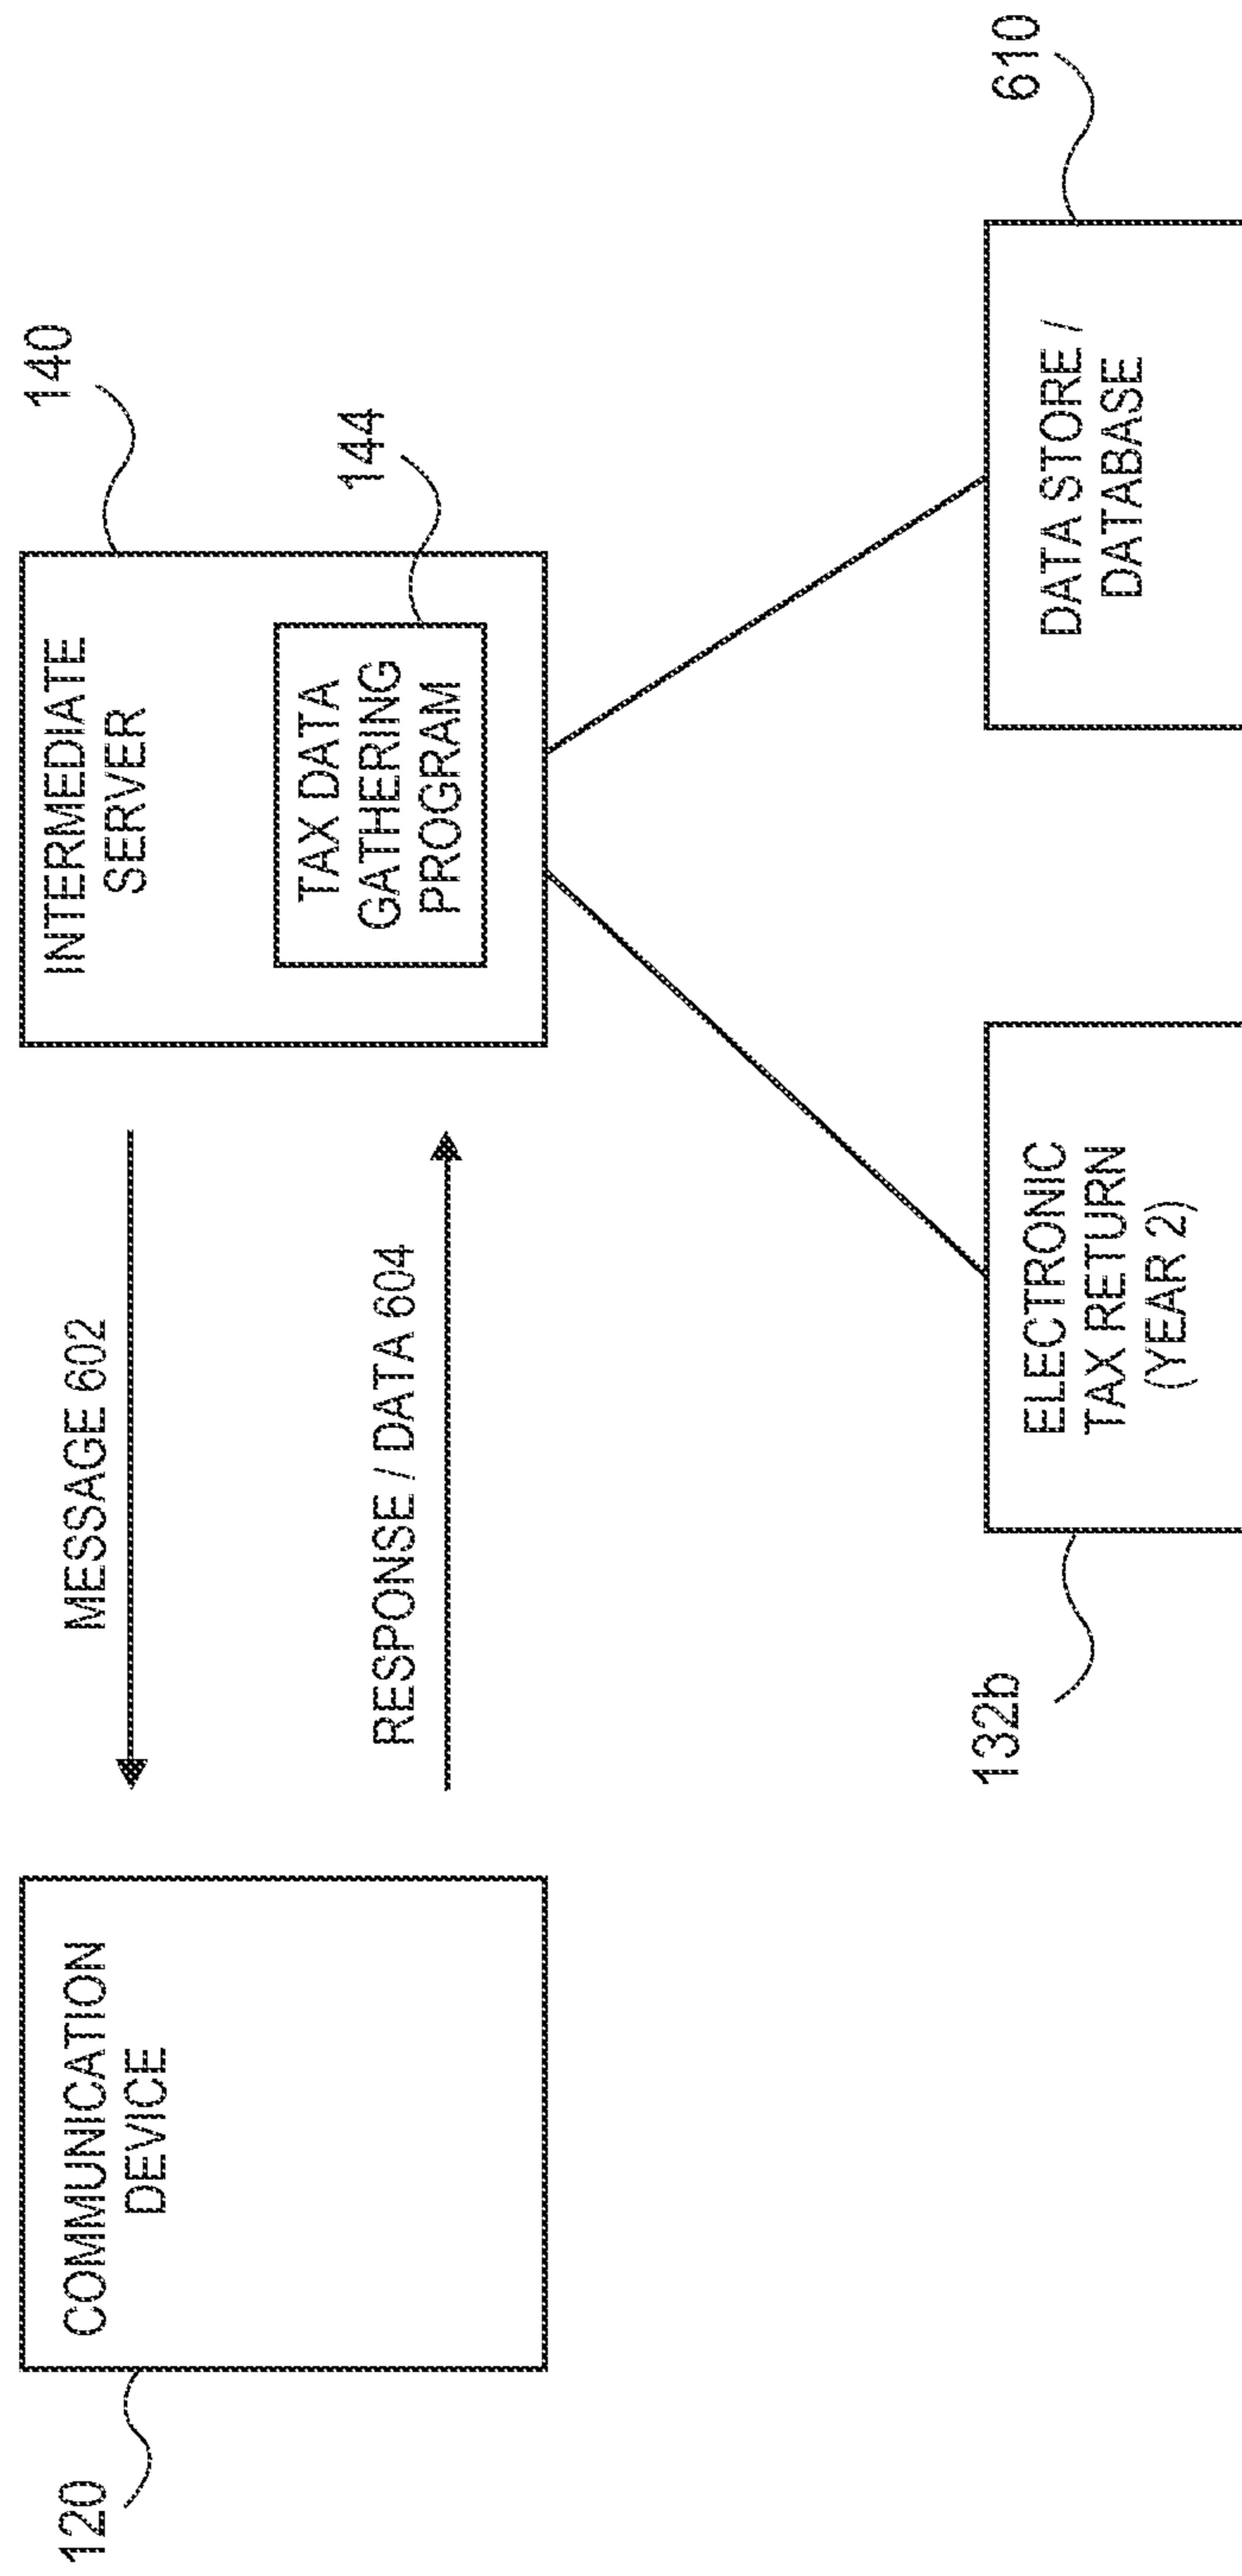 120
COMMUNICATION
DEVICE
MESSAGE 602
RESPONSE / DATA 604
140
INTERMEDIATE
SERVER
144
TAX DATA
GATHERING
PROGRAM
132b
ELECTRONIC
TAX RETURN
(YEAR 2)
610
DATA STORE /
DATABASE